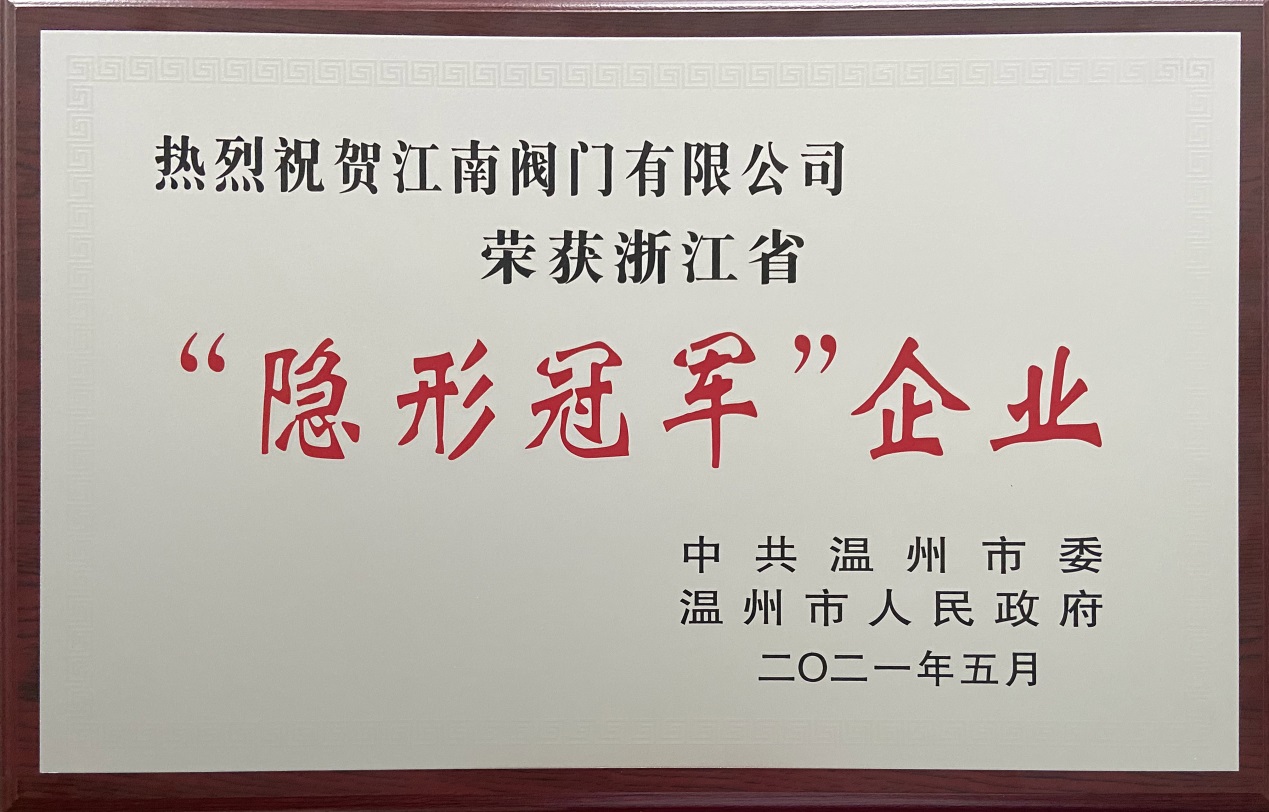 热烈祝贺江南阀门有限公司
荣获浙江省
“隐形冠军”企业
中共温州市委
温州市人民政府
二〇二一年五月